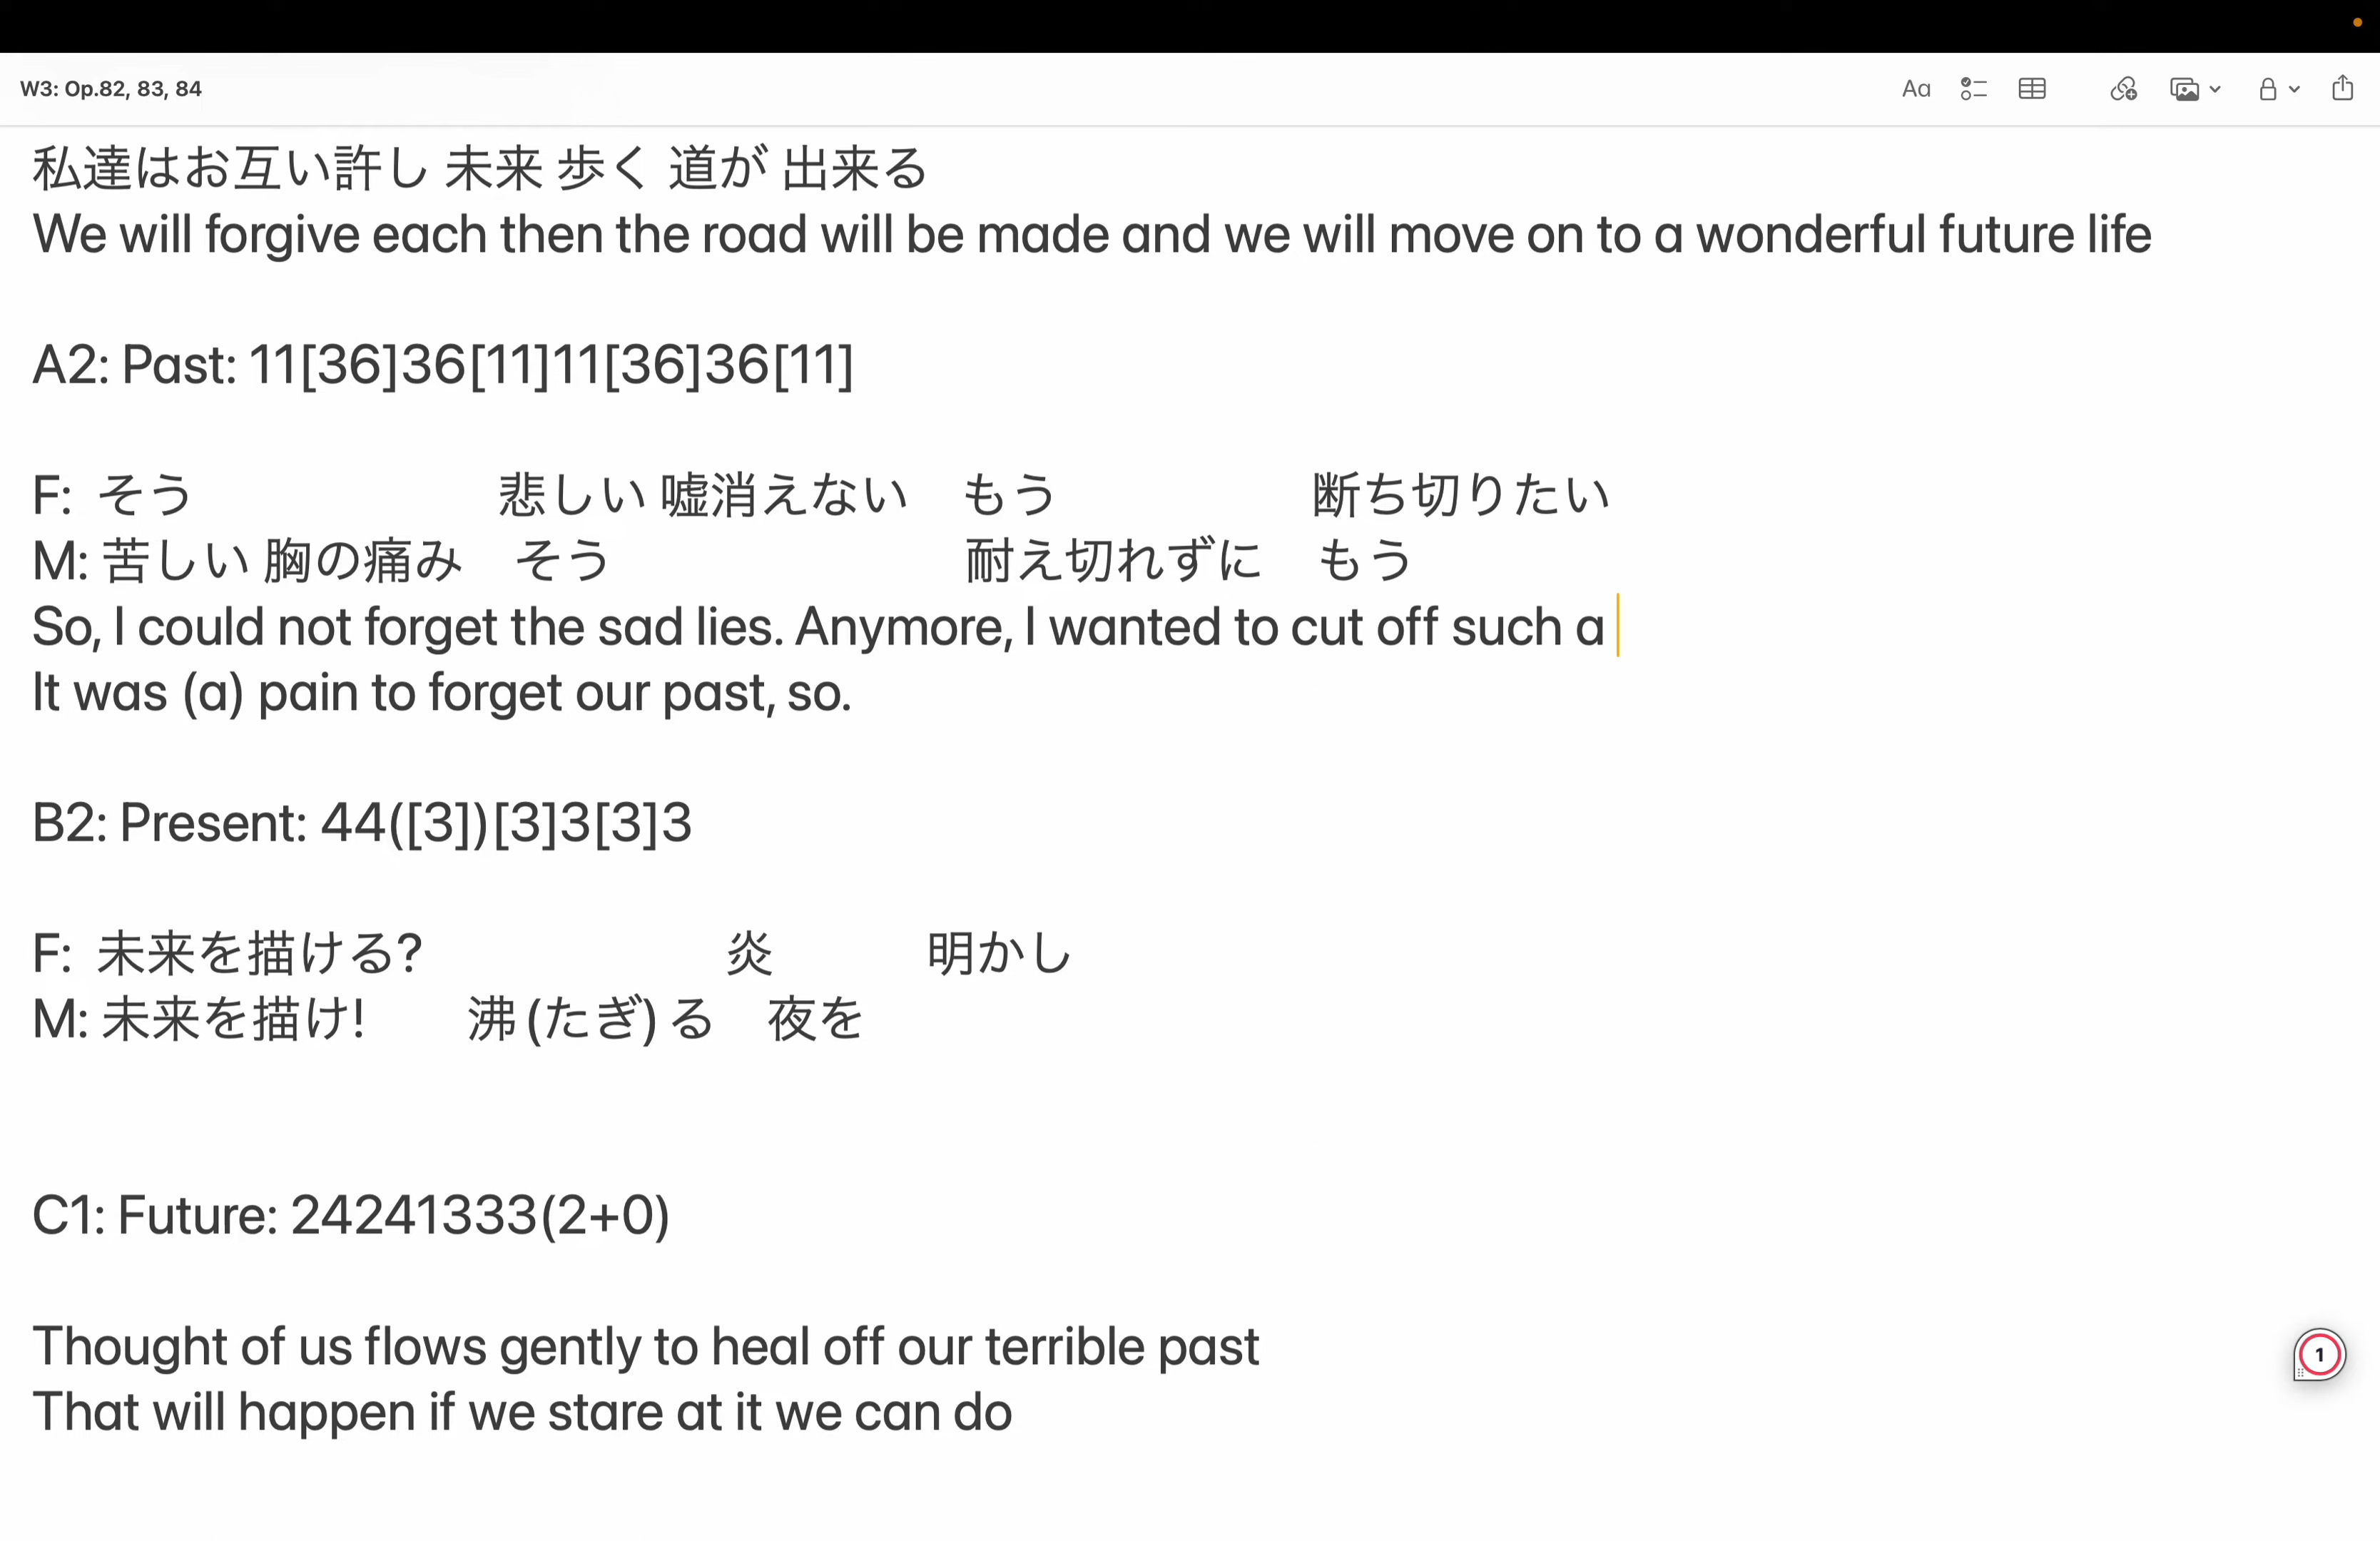 W3: Op.82, 83, 84
Aa
私達はお互い許し 未来 歩く 道が 出来る
We will forgive each then the road will be made and we will move on to a wonderful future life
A2: Past: 11[36]36[11]11[36]36[11]
F: そう 悲しい 嘘消えない もう 断ち切りたい
M: 苦しい 胸の痛み そう 耐え切れずに もう
So, I could not forget the sad lies. Anymore, I wanted to cut off such a
It was (a) pain to forget our past, so.
B2: Present: 44([3])[3]3[3]3
F: 未来を描ける? 炎 明かし
M: 未来を描け! 沸(たぎ)る 夜を
C1: Future: 24241333(2+0)
Thought of us flows gently to heal off our terrible past
1
That will happen if we stare at it we can do